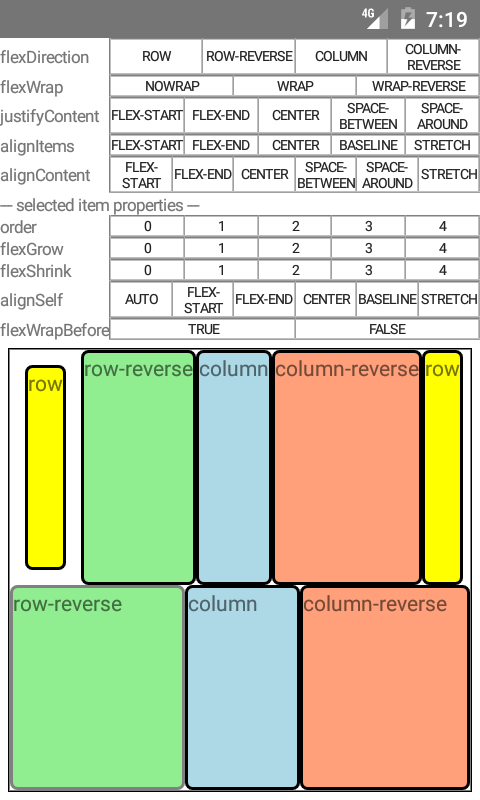 4G 7:19
flexDirection ROW ROW-REVERSE COLUMN COLUMN-
REVERSE
flexWrap NOWRAP WRAP WRAP-REVERSE
justifyContent FLEX-START FLEX-END CENTER SPACE-
BETWEEN SPACE-
AROUND
alignItems FLEX-START FLEX-END CENTER BASELINE STRETCH
alignContent FLEX-
START FLEX-END CENTER SPACE-
BETWEEN SPACE-
AROUND STRETCH
--- selected item properties ---
order 0 1 2 3 4
flexGrow 0 1 2 3 4
flexShrink 0 1 2 3 4
alignSelf AUTO FLEX-
START FLEX-END CENTER BASELINE STRETCH
flexWrapBefore TRUE FALSE
row row-reverse column column-reverse row
row-reverse column column-reverse